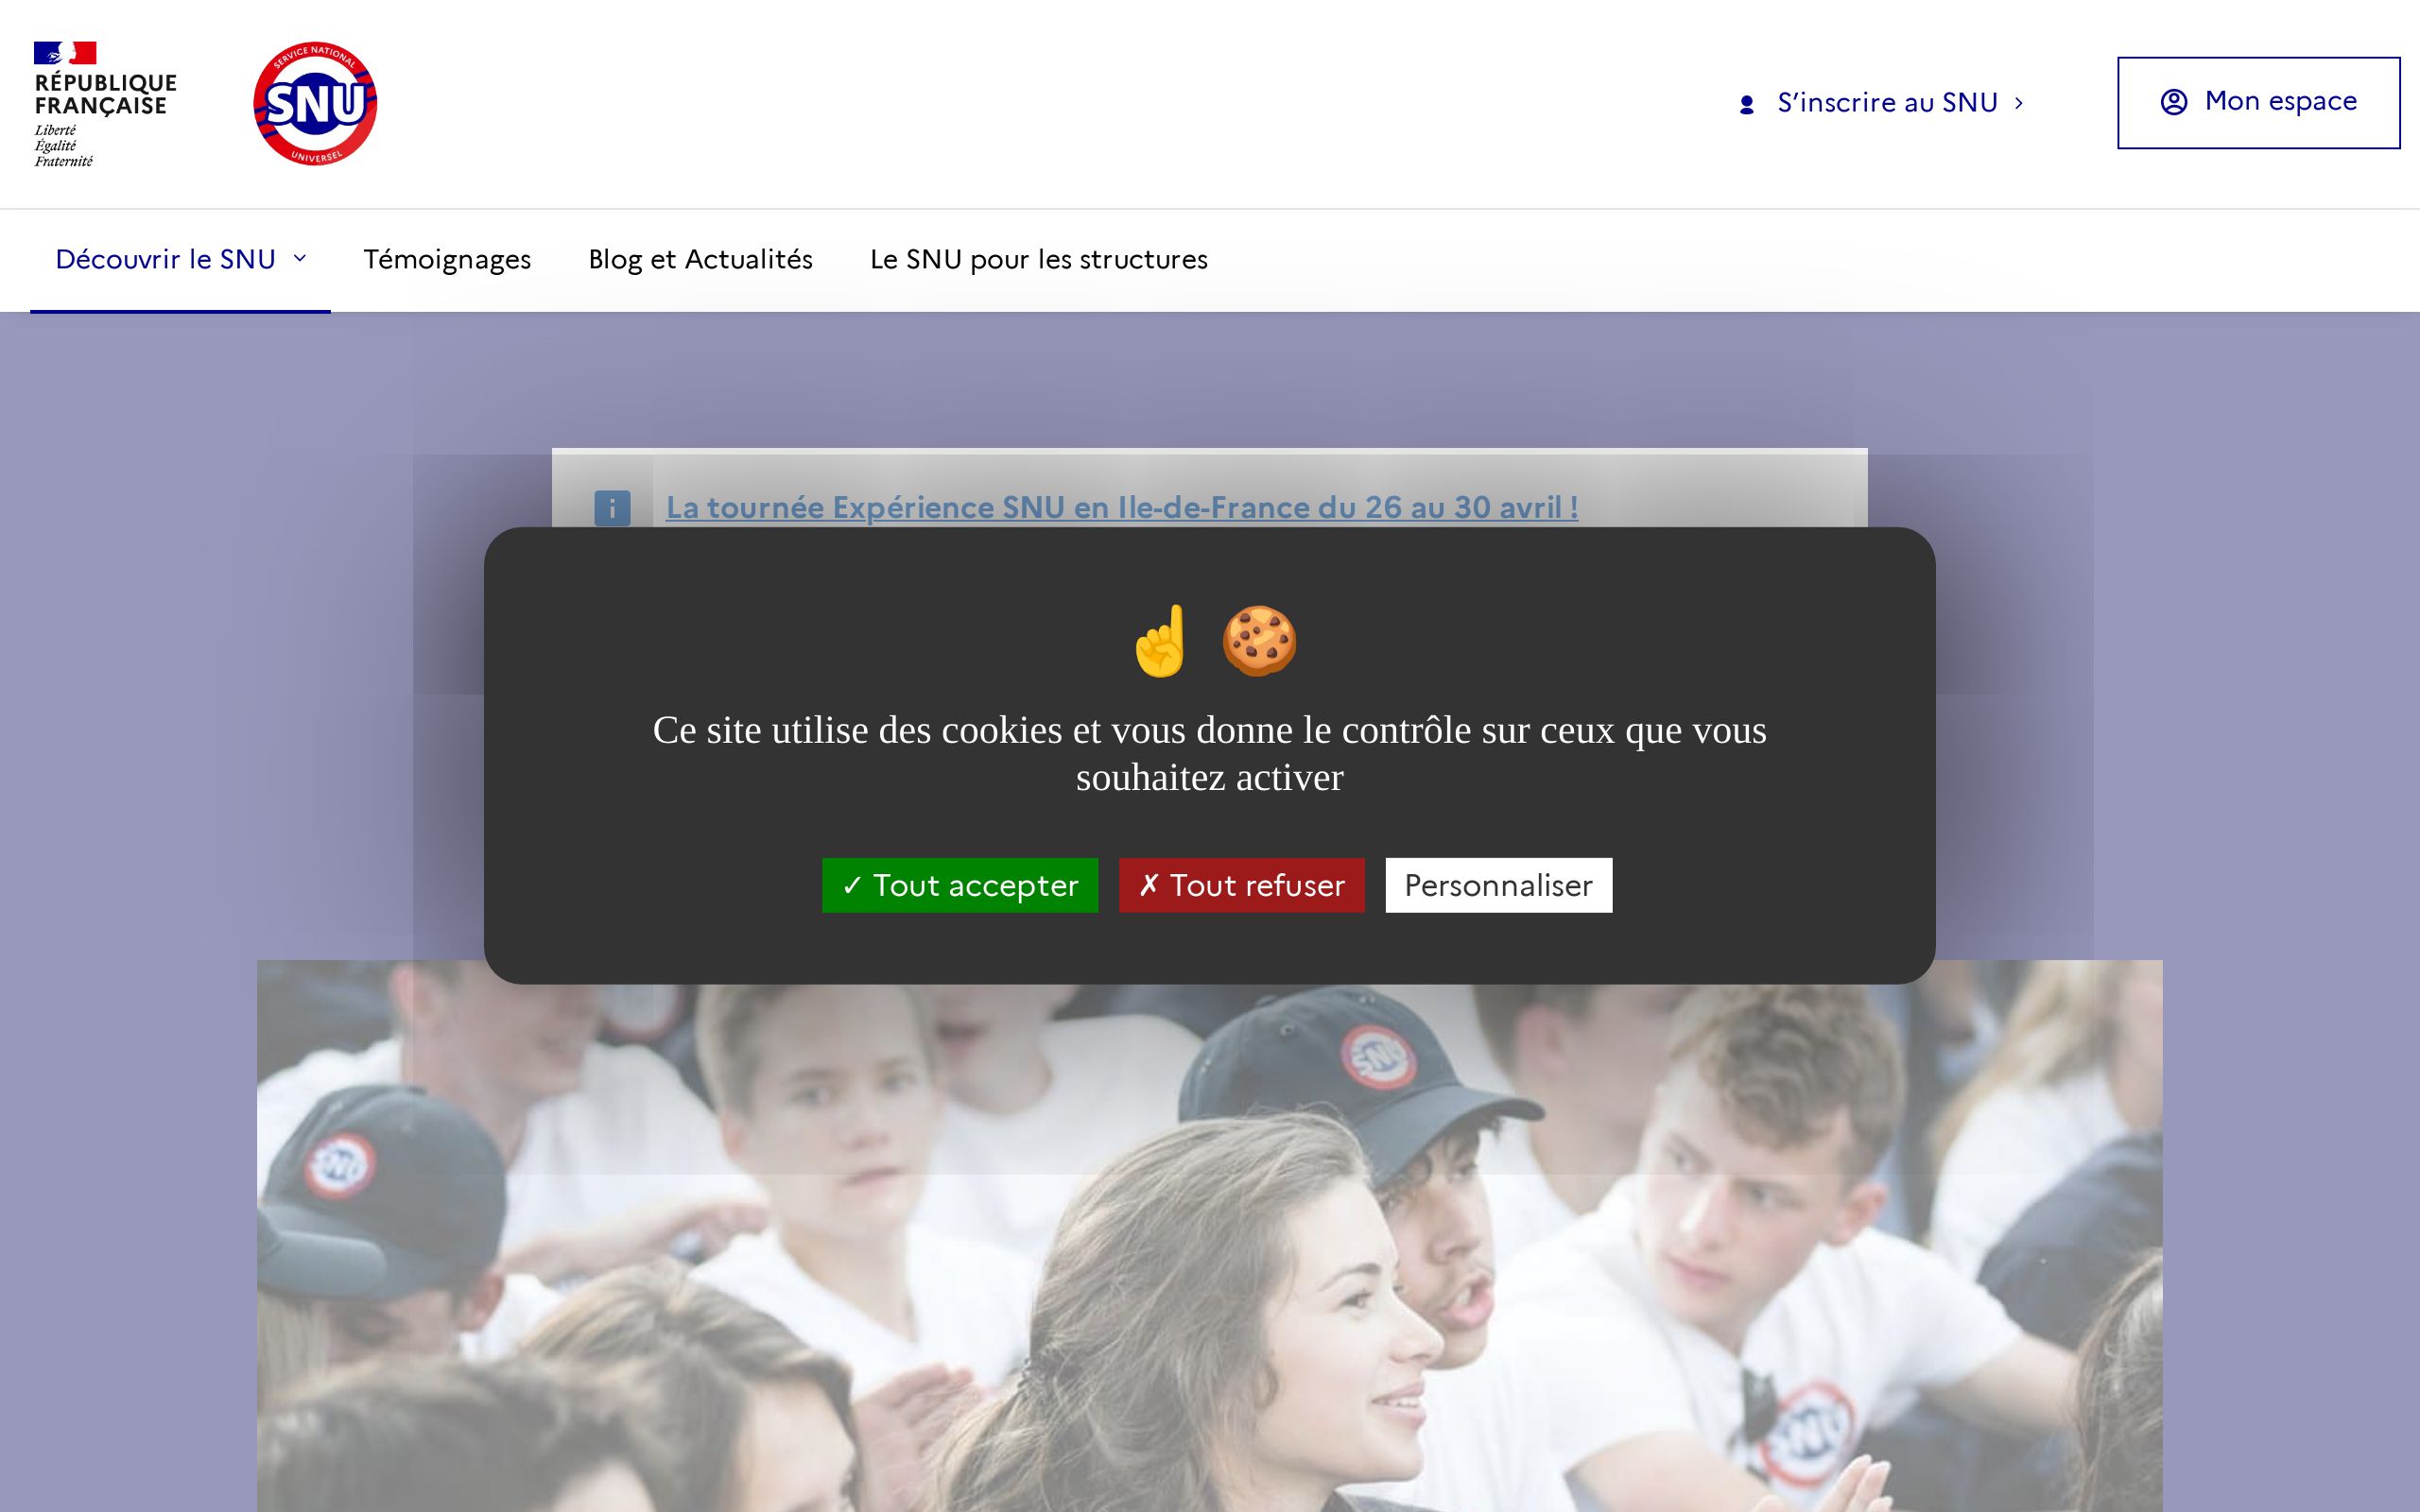 RÉPUBLIQUE
FRANÇAISE
Liberté
Égalité
Fraternité
SERVICE NATIONAL
SNU
UNIVERSEL
S'inscrire au SNU
Mon espace
Découvrir le SNU
Témoignages
Blog et Actualités
Le SNU pour les structures
La tournée Expérience SNU en Ile-de-France du 26 au 30 avril !
☝️ 🍪
Ce site utilise des cookies et vous donne le contrôle sur ceux que vous
souhaitez activer
✓ Tout accepter
✗ Tout refuser
Personnaliser
SNU
SNU
SNU